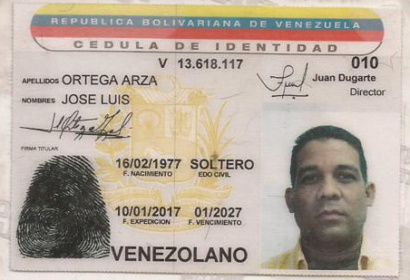 REPUBLICA BOLIVARIANA DE VENEZUELA
CEDULA DE IDENTIDAD
V 13.618.117 010
Juan Dugarte
Director
APELLIDOS ORTEGA ARZA
NOMBRES JOSE LUIS
FIRMA TITULAR
16/02/1977 SOLTERO
F. NACIMIENTO EDO CIVIL
10/01/2017 01/2027
F. EXPEDICION F. VENCIMIENTO
VENEZOLANO